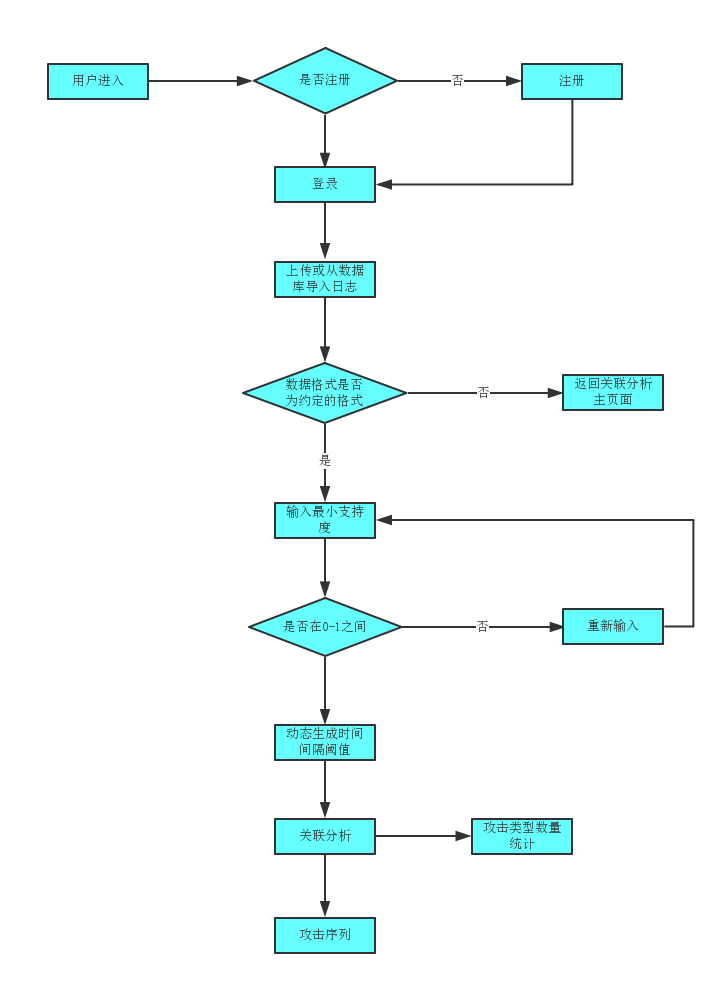 用户进入
是否注册
否
注册
登录
上传或从数据
库导入日志
数据格式是否
为约定的格式
否
返回关联分析
主页面
是
输入最小支持
度
是否在0-1之间
否
重新输入
动态生成时间
间隔阈值
关联分析
攻击类型数量
统计
攻击序列